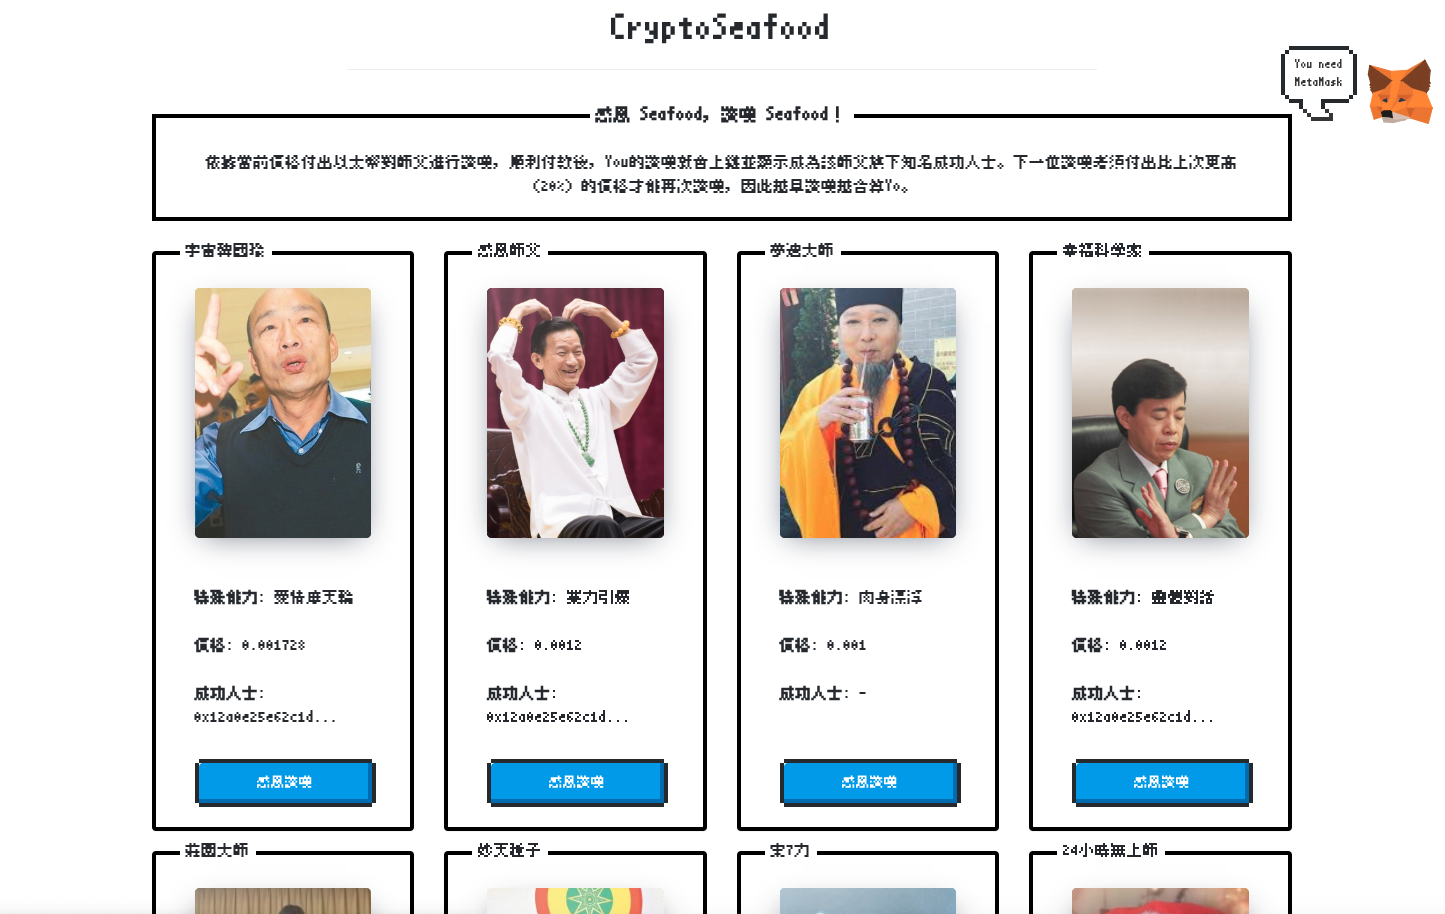 CryptoSeafood
You need
MetaMask
感恩 Seafood, 讚嘆 Seafood！
依據當前價格付出以太幣對師父進行讚嘆，順利付款後，You的讚嘆就會上鏈並顯示成為該師父旗下知名成功人士。下一位讚嘆者須付出比上次更高
（20%）的價格才能再次讚嘆，因此越早讚嘆越合算Yo。
宇宙韓國瑜
感恩師父
夢遶大師
幸福科学家
特殊能力: 愛情摩天輪
特殊能力: 業力引爆
特殊能力: 肉身漂浮
特殊能力: 靈體對話
價格: 0.001728
價格: 0.0012
價格: 0.001
價格: 0.0012
成功人士:
成功人士:
成功人士: -
成功人士:
0x12a0e25e62c1d...
0x12a0e25e62c1d...
0x12a0e25e62c1d...
感恩讚嘆
感恩讚嘆
感恩讚嘆
感恩讚嘆
莊圓大師
妙天種子
宋7力
24小時無上師